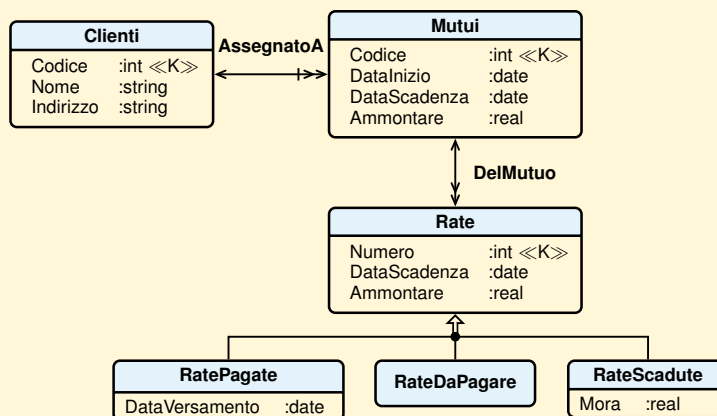 Clienti
Codice :int ≪K≫
Nome :string
Indirizzo :string
AssegnatoA
Mutui
Codice :int ≪K≫
DataInizio :date
DataScadenza :date
Ammontare :real
DelMutuo
Rate
Numero :int ≪K≫
DataScadenza :date
Ammontare :real
RatePagate
DataVersamento :date
RateDaPagare
RateScadute
Mora :real